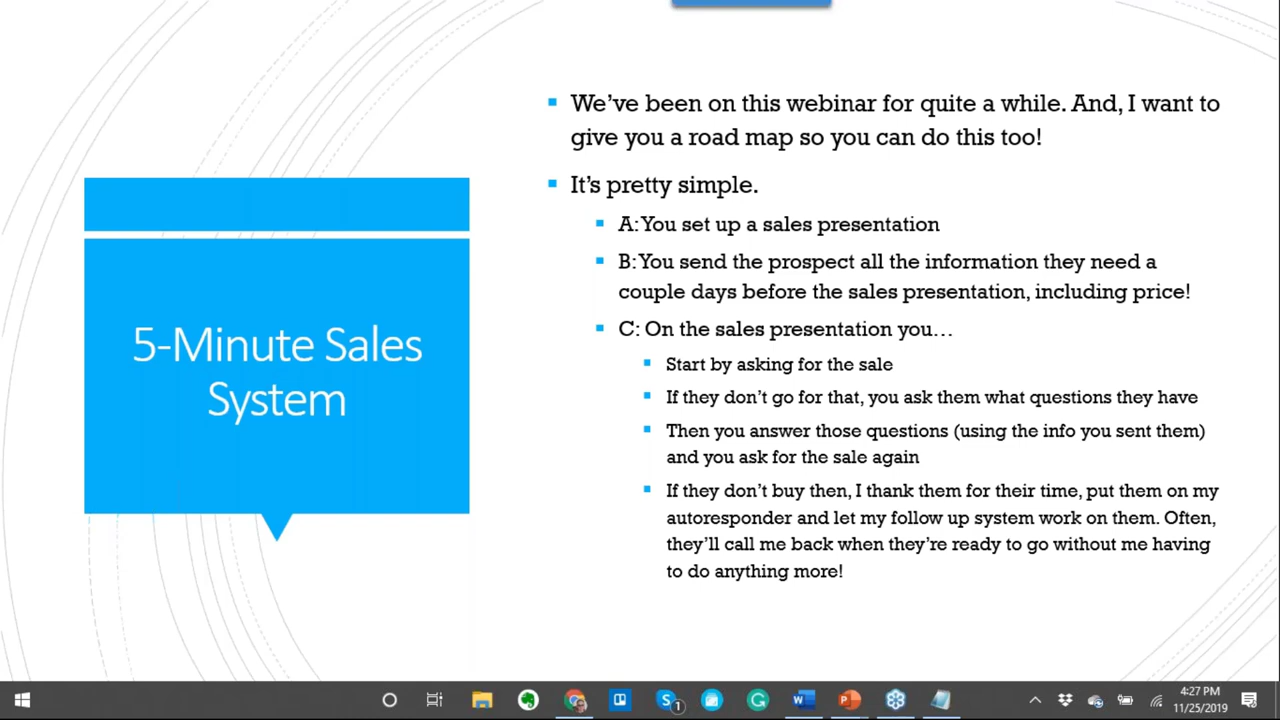 5-Minute Sales
System
We've been on this webinar for quite a while. And, I want to
give you a road map so you can do this too!
It's pretty simple.
A: You set up a sales presentation
B: You send the prospect all the information they need a
couple days before the sales presentation, including price!
C: On the sales presentation you…
Start by asking for the sale
If they don't go for that, you ask them what questions they have
Then you answer those questions (using the info you sent them)
and you ask for the sale again
If they don't buy then, I thank them for their time, put them on my
autoresponder and let my follow up system work on them. Often,
they'll call me back when they're ready to go without me having
to do anything more!
1
4:27 PM
11/25/2019